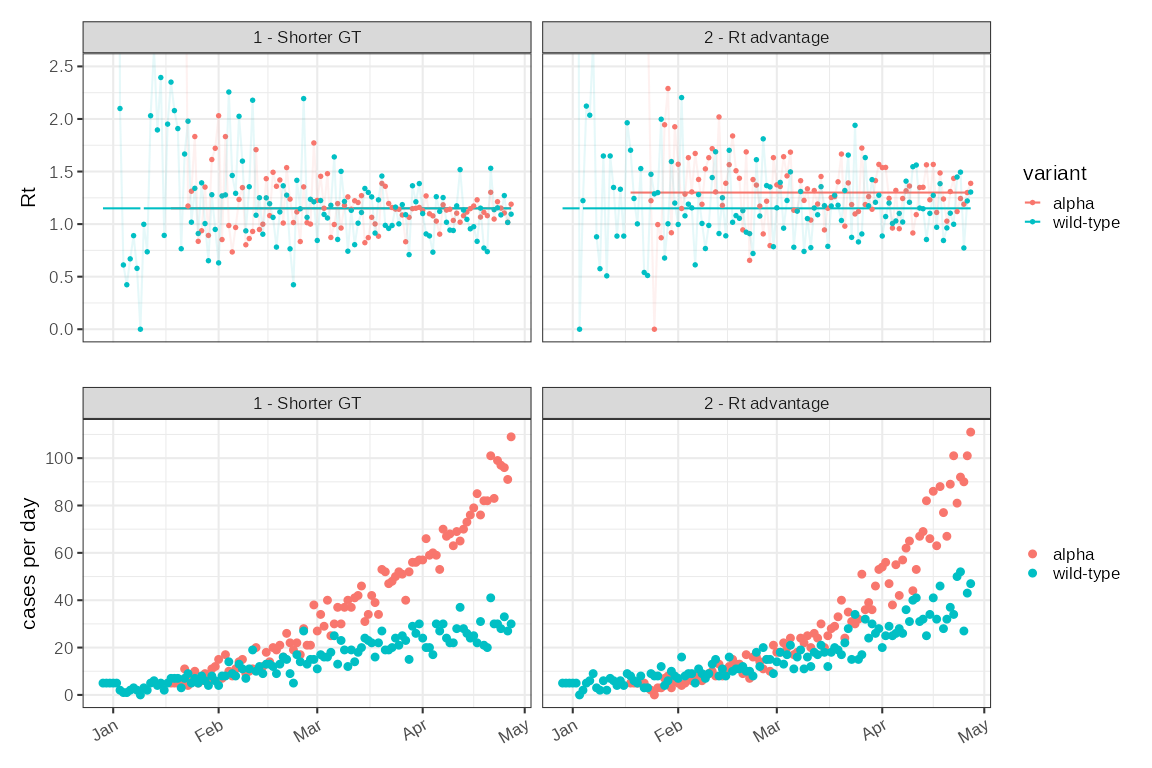 1 - Shorter GT
2 - Rt advantage
2.5
2.0
1.5
1.0
0.5
0.0
Rt
variant
alpha
wild-type
1 - Shorter GT
2 - Rt advantage
100
80
60
40
20
0
cases per day
alpha
wild-type
Jan
Feb
Mar
Apr
May
Jan
Feb
Mar
Apr
May